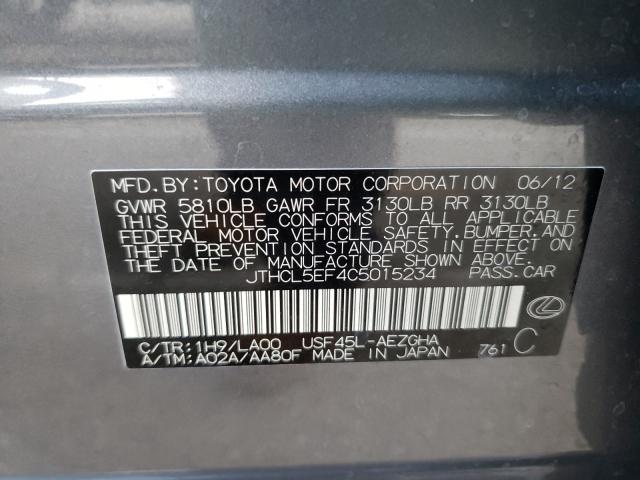 MFD.BY:TOYOTA MOTOR CORPORATION 06/12
GVWR 5810LB GAWR FR 3130LB RR 3130LB
THIS VEHICLE CONFORMS TO ALL APPLICABLE
FEDERAL MOTOR VEHICLE SAFETY.BUMPER.AND
THEFT PREVENTION STANDARDS IN EFFECT ON
THE DATE OF MANUFACTURE SHOWN ABOVE.
JTHCL5EF4C5015234 PASS.CAR
C/TR:1H9/LA00 USF45L-AEZGHA
A/TM:A02A/AA80F MADE IN JAPAN 761 C